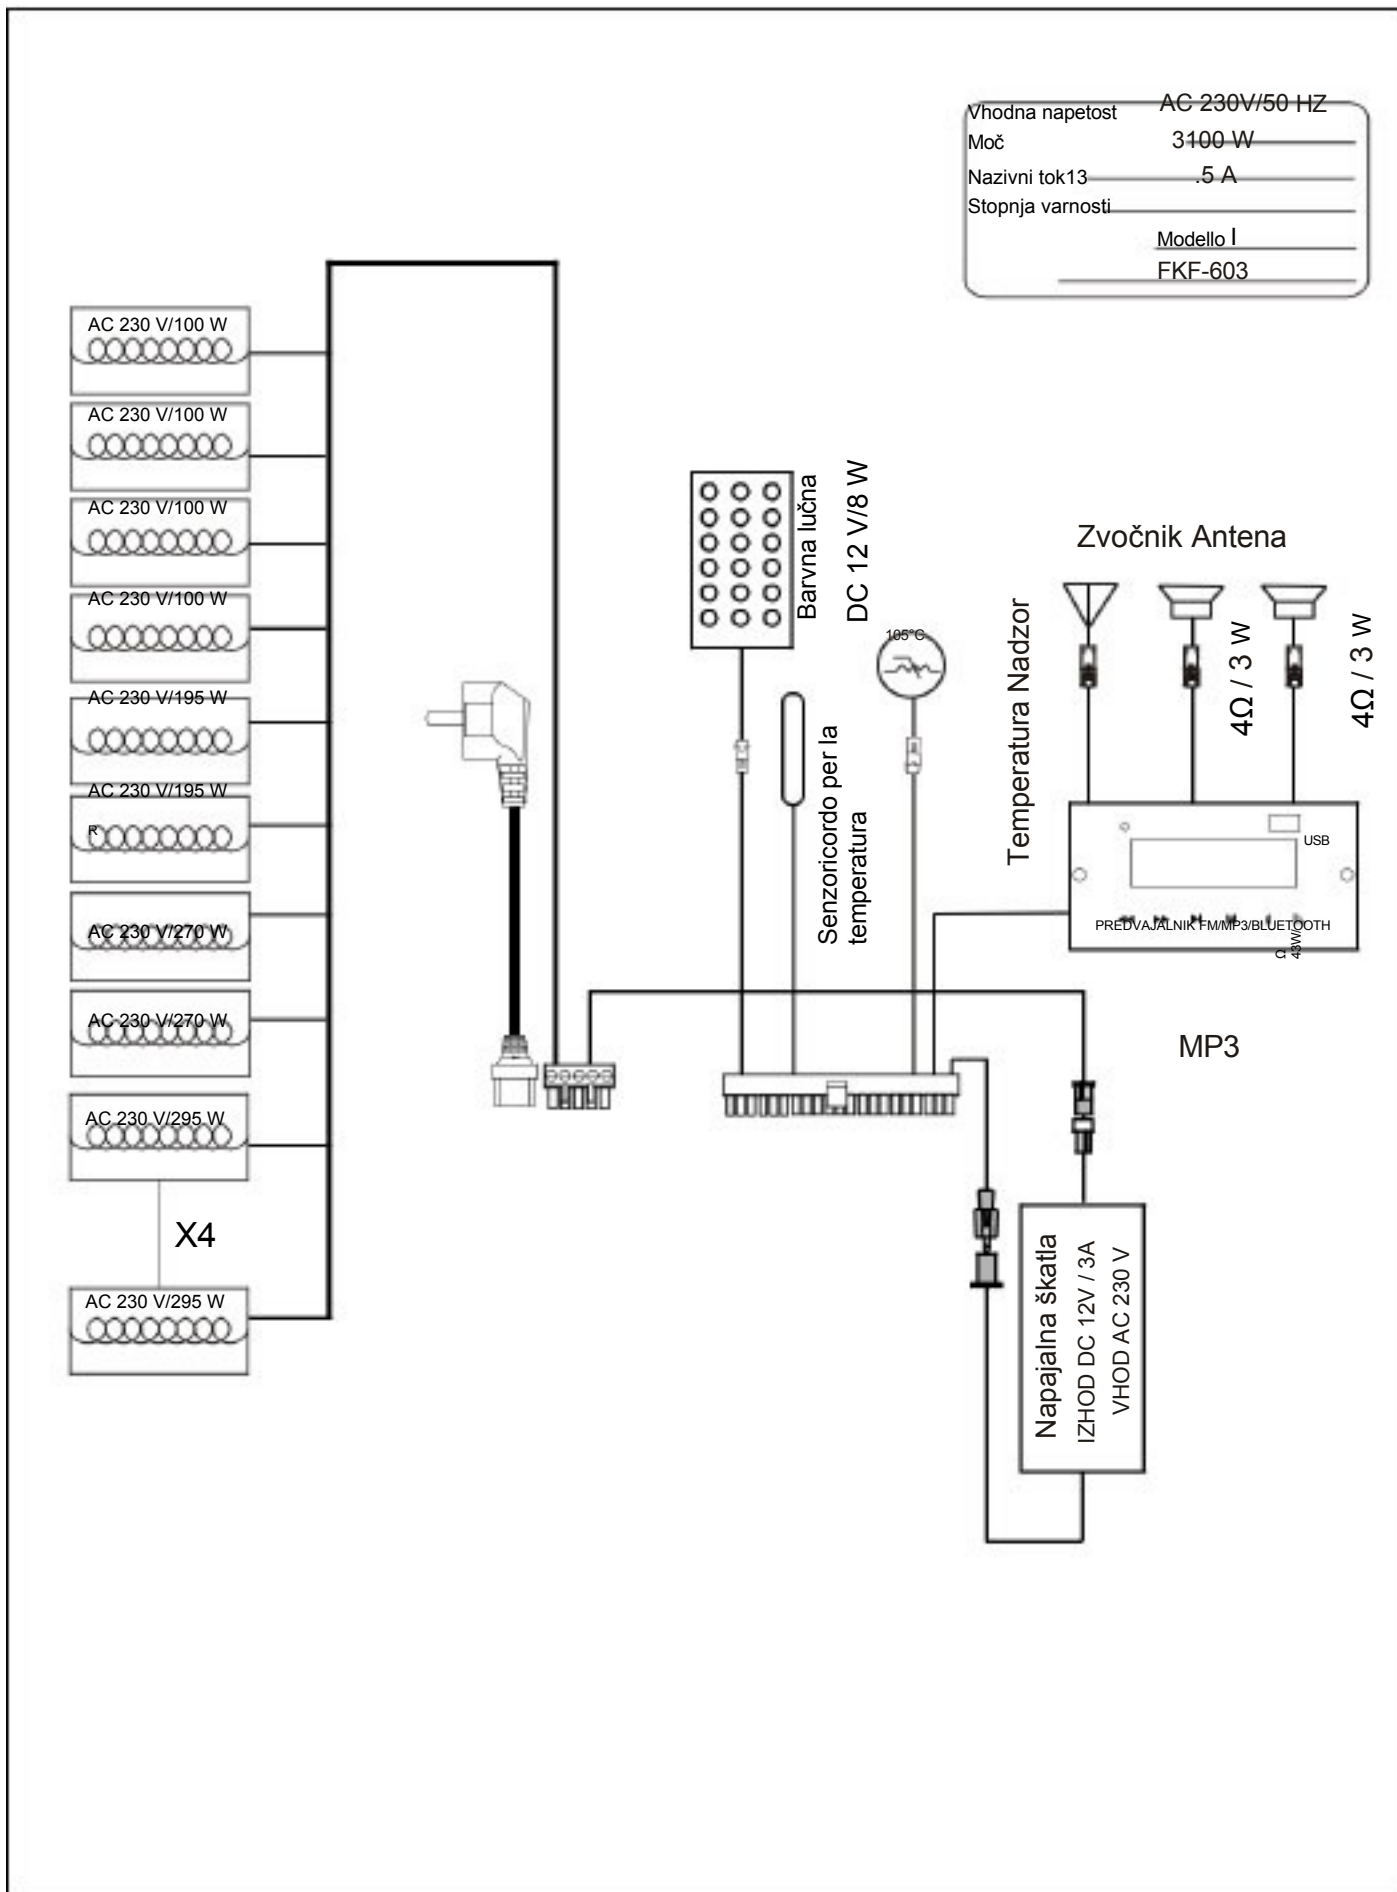 Vhodna napetost AC 230V/50 HZ
Moč 3100 W
Nazivni tok13 .5 A
Stopnja varnosti
Modello I
FKF-603
AC 230 V/100 W
AC 230 V/100 W
AC 230 V/100 W
AC 230 V/100 W
AC 230 V/195 W
AC 230 V/195 W
R
AC 230 V/270 W
AC 230 V/270 W
AC 230 V/295 W
X4
AC 230 V/295 W
Barvna lučna
DC 12 V/8 W
Senzoricordo per la
temperatura
105°C
Temperatura Nadzor
Zvočnik Antena
4Ω / 3 W
4Ω / 3 W
USB
PREDVAJALNIK FM/MP3/BLUETOOTH
Ω
43W/
MP3
Napajalna škatla
IZHOD DC 12V / 3A
VHOD AC 230 V